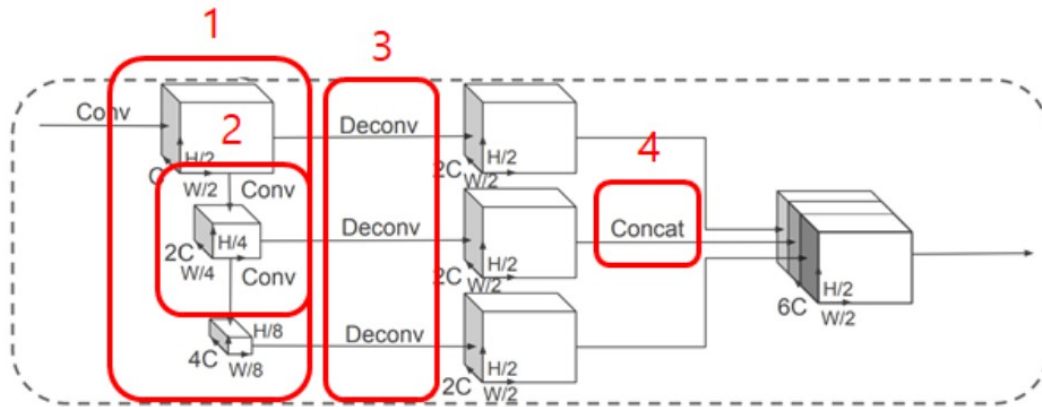 1
3
Conv
2
Deconv
4
C
H/2
W/2
2C
H/2
W/2
Conv
2C
H/4
W/4
Deconv
2C
H/2
W/2
Concat
6C
H/2
W/2
Conv
4C
H/8
W/8
Deconv
2C
H/2
W/2